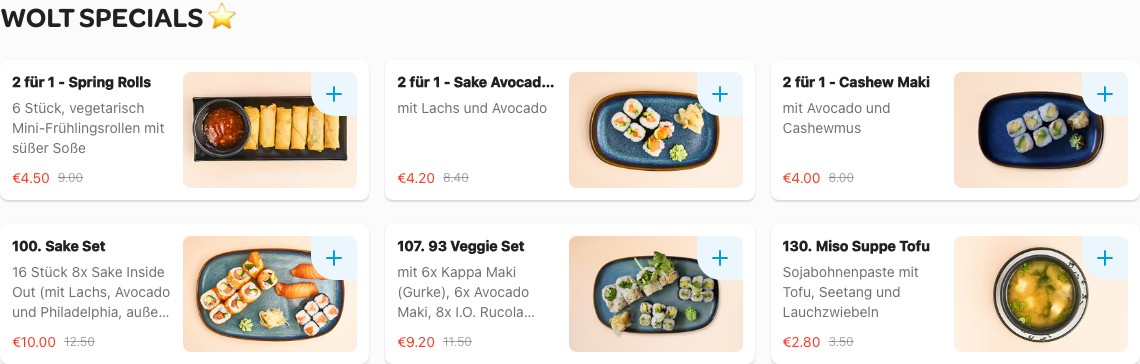 WOLT SPECIALS ⭐
2 für 1 - Spring Rolls
6 Stück, vegetarisch
Mini-Frühlingsrollen mit
süßer Soße
€4.50 9.00
2 für 1 - Sake Avocad...
mit Lachs und Avocado
€4.20 8.40
2 für 1 - Cashew Maki
mit Avocado und
Cashewmus
€4.00 8.00
100. Sake Set
16 Stück 8x Sake Inside
Out (mit Lachs, Avocado
und Philadelphia, auße...
€10.00 12.50
107. 93 Veggie Set
mit 6x Kappa Maki
(Gurke), 6x Avocado
Maki, 8x I.O. Rucola...
€9.20 11.50
130. Miso Suppe Tofu
Sojabohnenpaste mit
Tofu, Seetang und
Lauchzwiebeln
€2.80 3.50